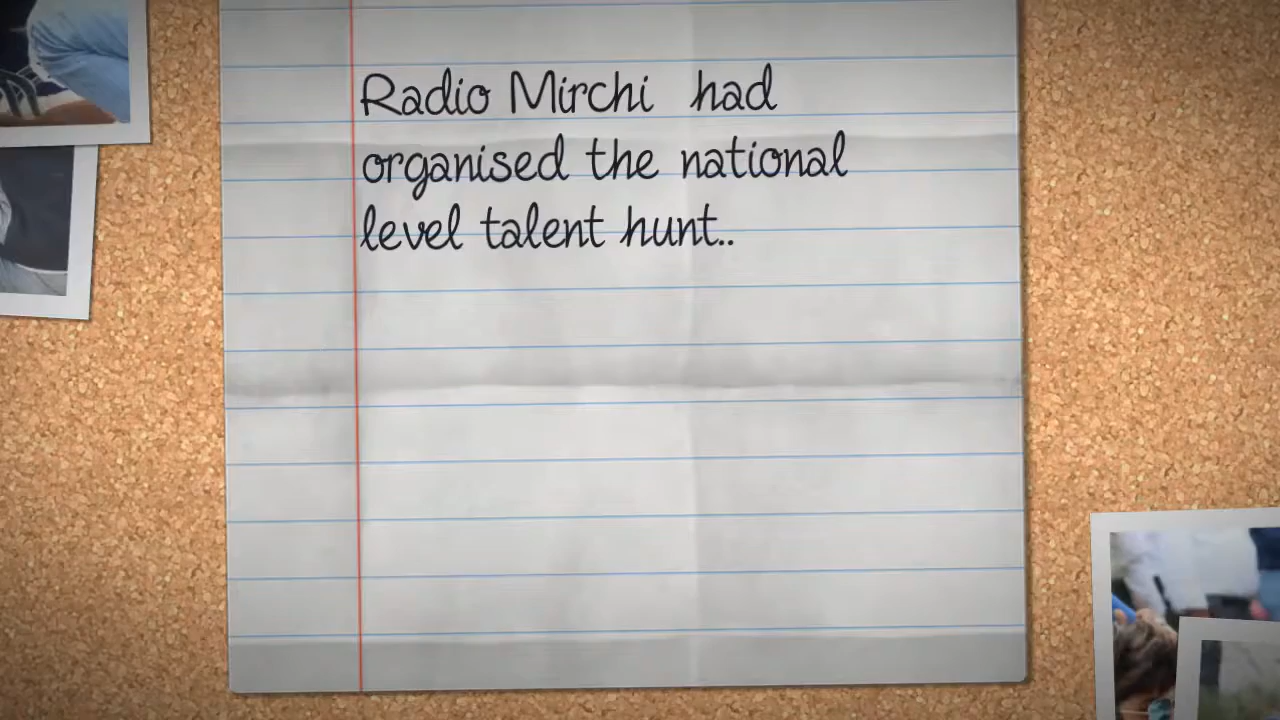 Radio Mirchi had
organised the national
level talent hunt..